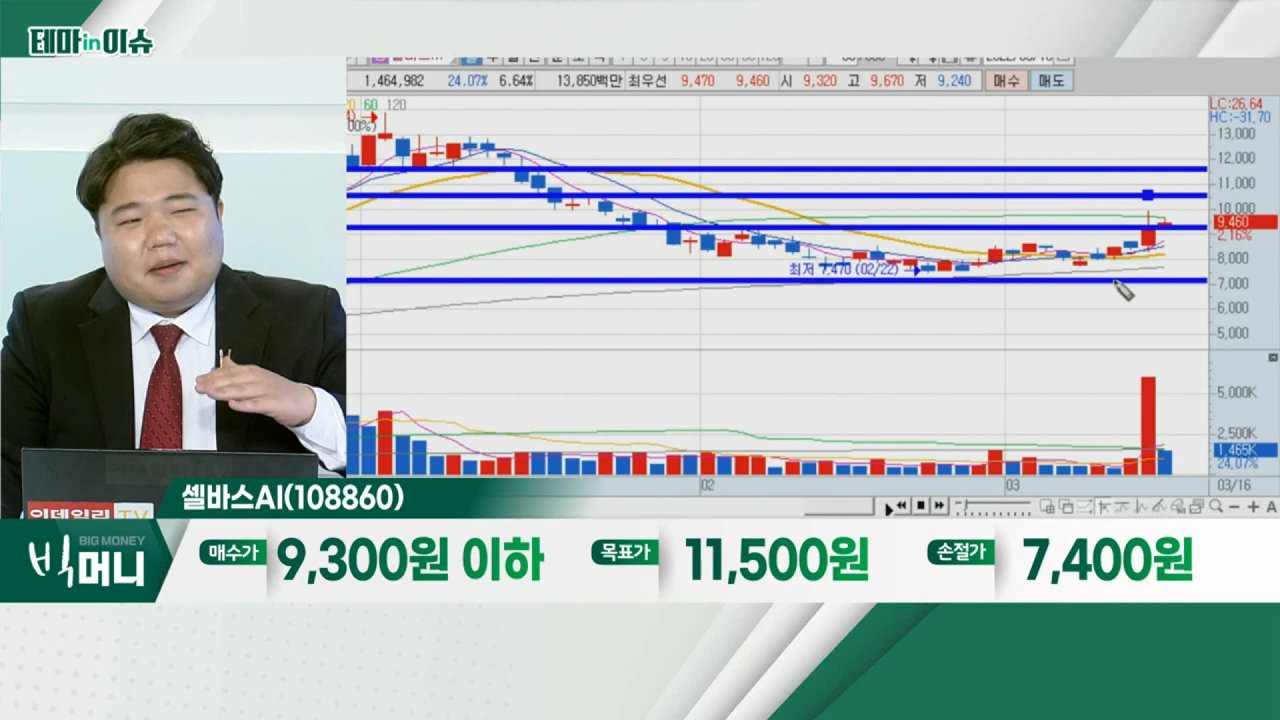 테마in이슈
1,464,982 24.07% 6.64% 13,850백만 최우선 9,470 9,460 시 9,320 고 9,670 저 9,240 매수 매도
60 120
00%)
LC:26,64
HC:-31,70
13,000
12,000
11,000
10,000
9,460
2,16%
8,000
7,000
6,000
5,000
최저 7,470 (02/22)
5,000K
2,500K
1,465K
24,07%
02
03
03/16
A
이데일리 TV
셀바스AI(108860)
BIG MONEY
빅머니
매수가 9,300원 이하
목표가 11,500원
손절가 7,400원